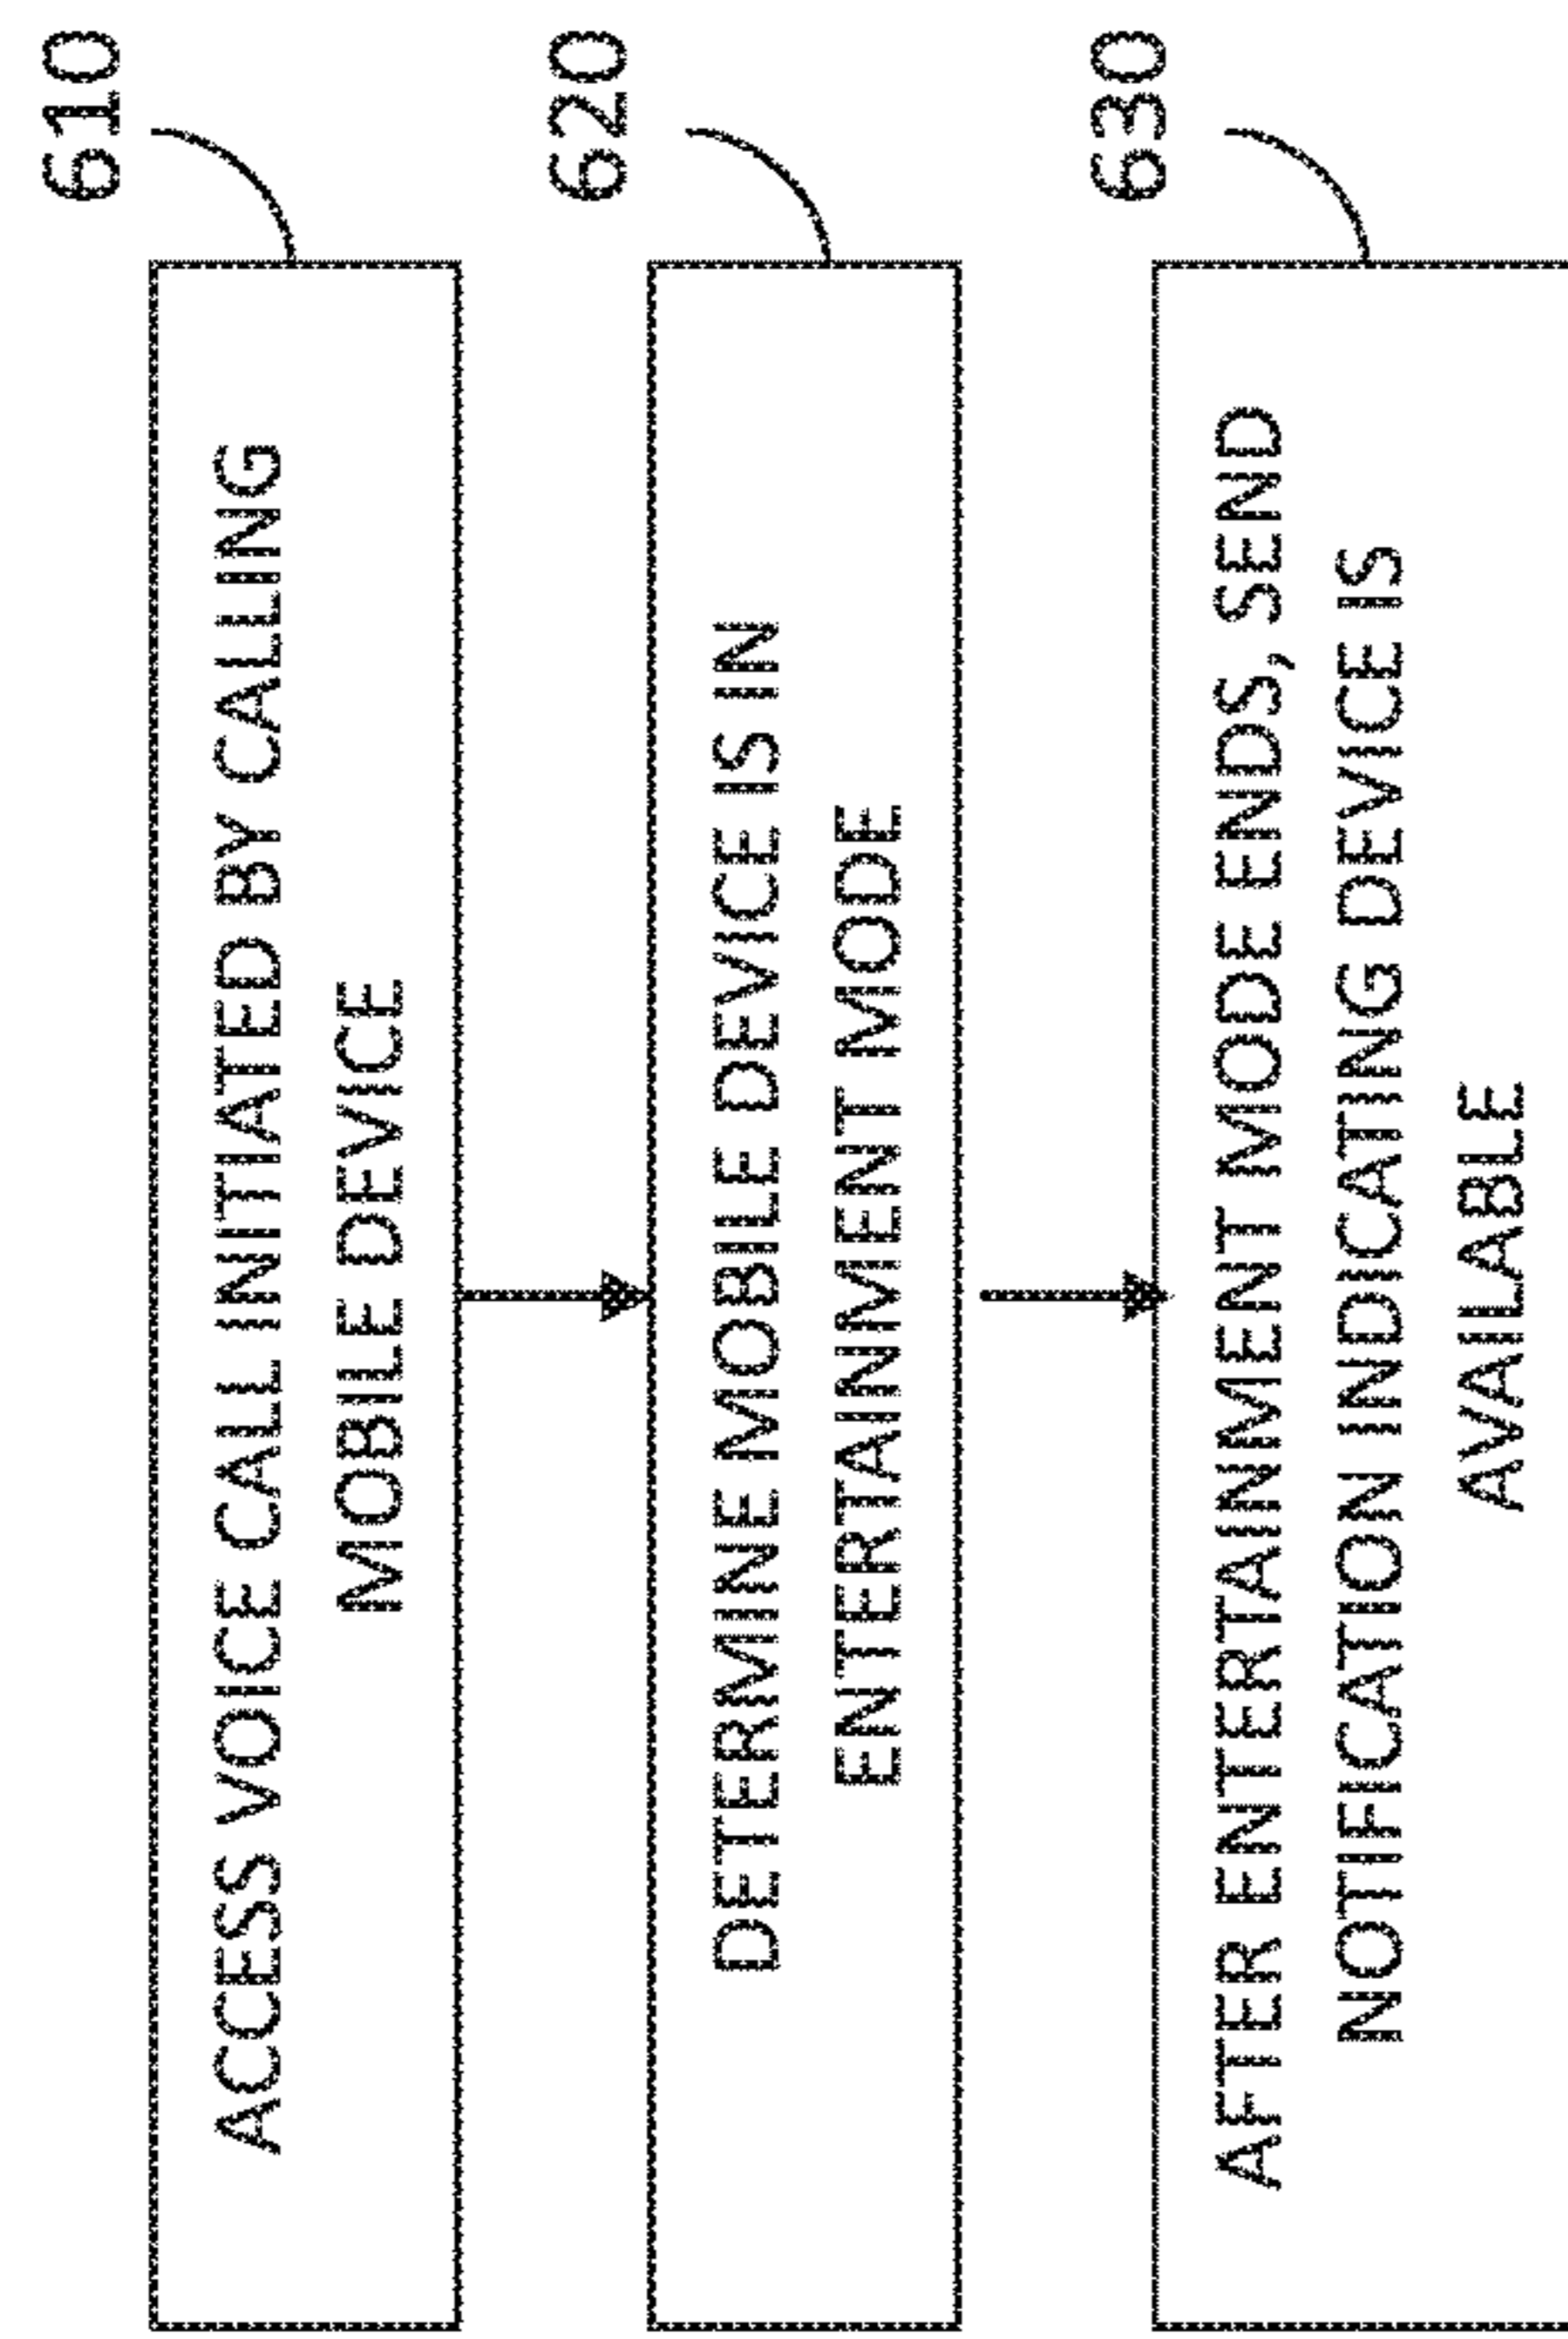 610
ACCESS VOICE CALL INITIATED BY CALLING
MOBILE DEVICE
620
DETERMINE MOBILE DEVICE IS IN
ENTERTAINMENT MODE
630
AFTER ENTERTAINMENT MODE ENDS, SEND
NOTIFICATION INDICATING DEVICE IS
AVAILABLE